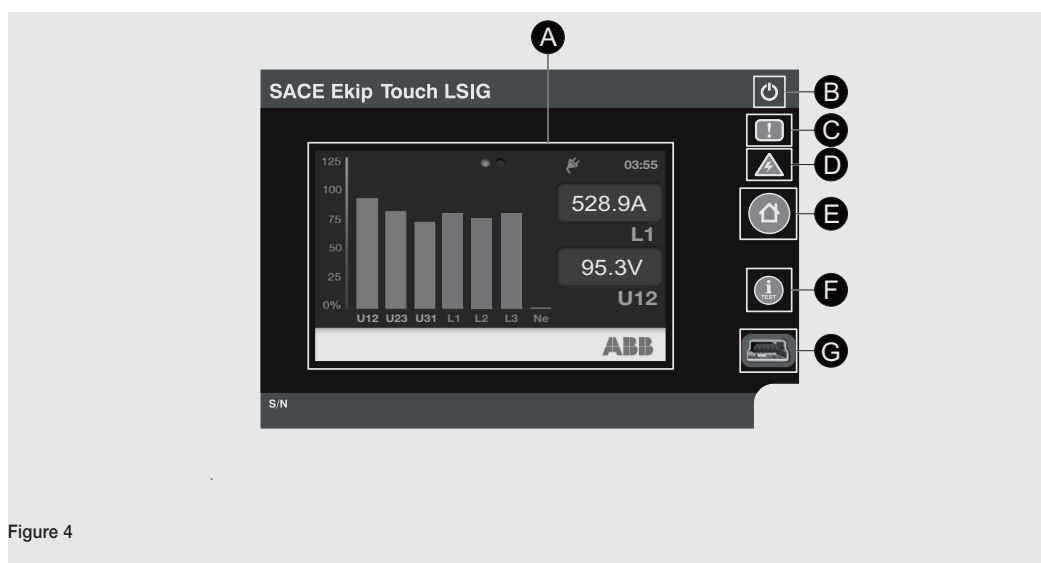 A
SACE Ekip Touch LSIG
B
!
C
D
125
03:55
100
528.9A
E
75
L1
50
95.3V
25
U12
i
TEST
F
0%
U12 U23 U31 L1 L2 L3 Ne
ABB
G
S/N
Figure 4